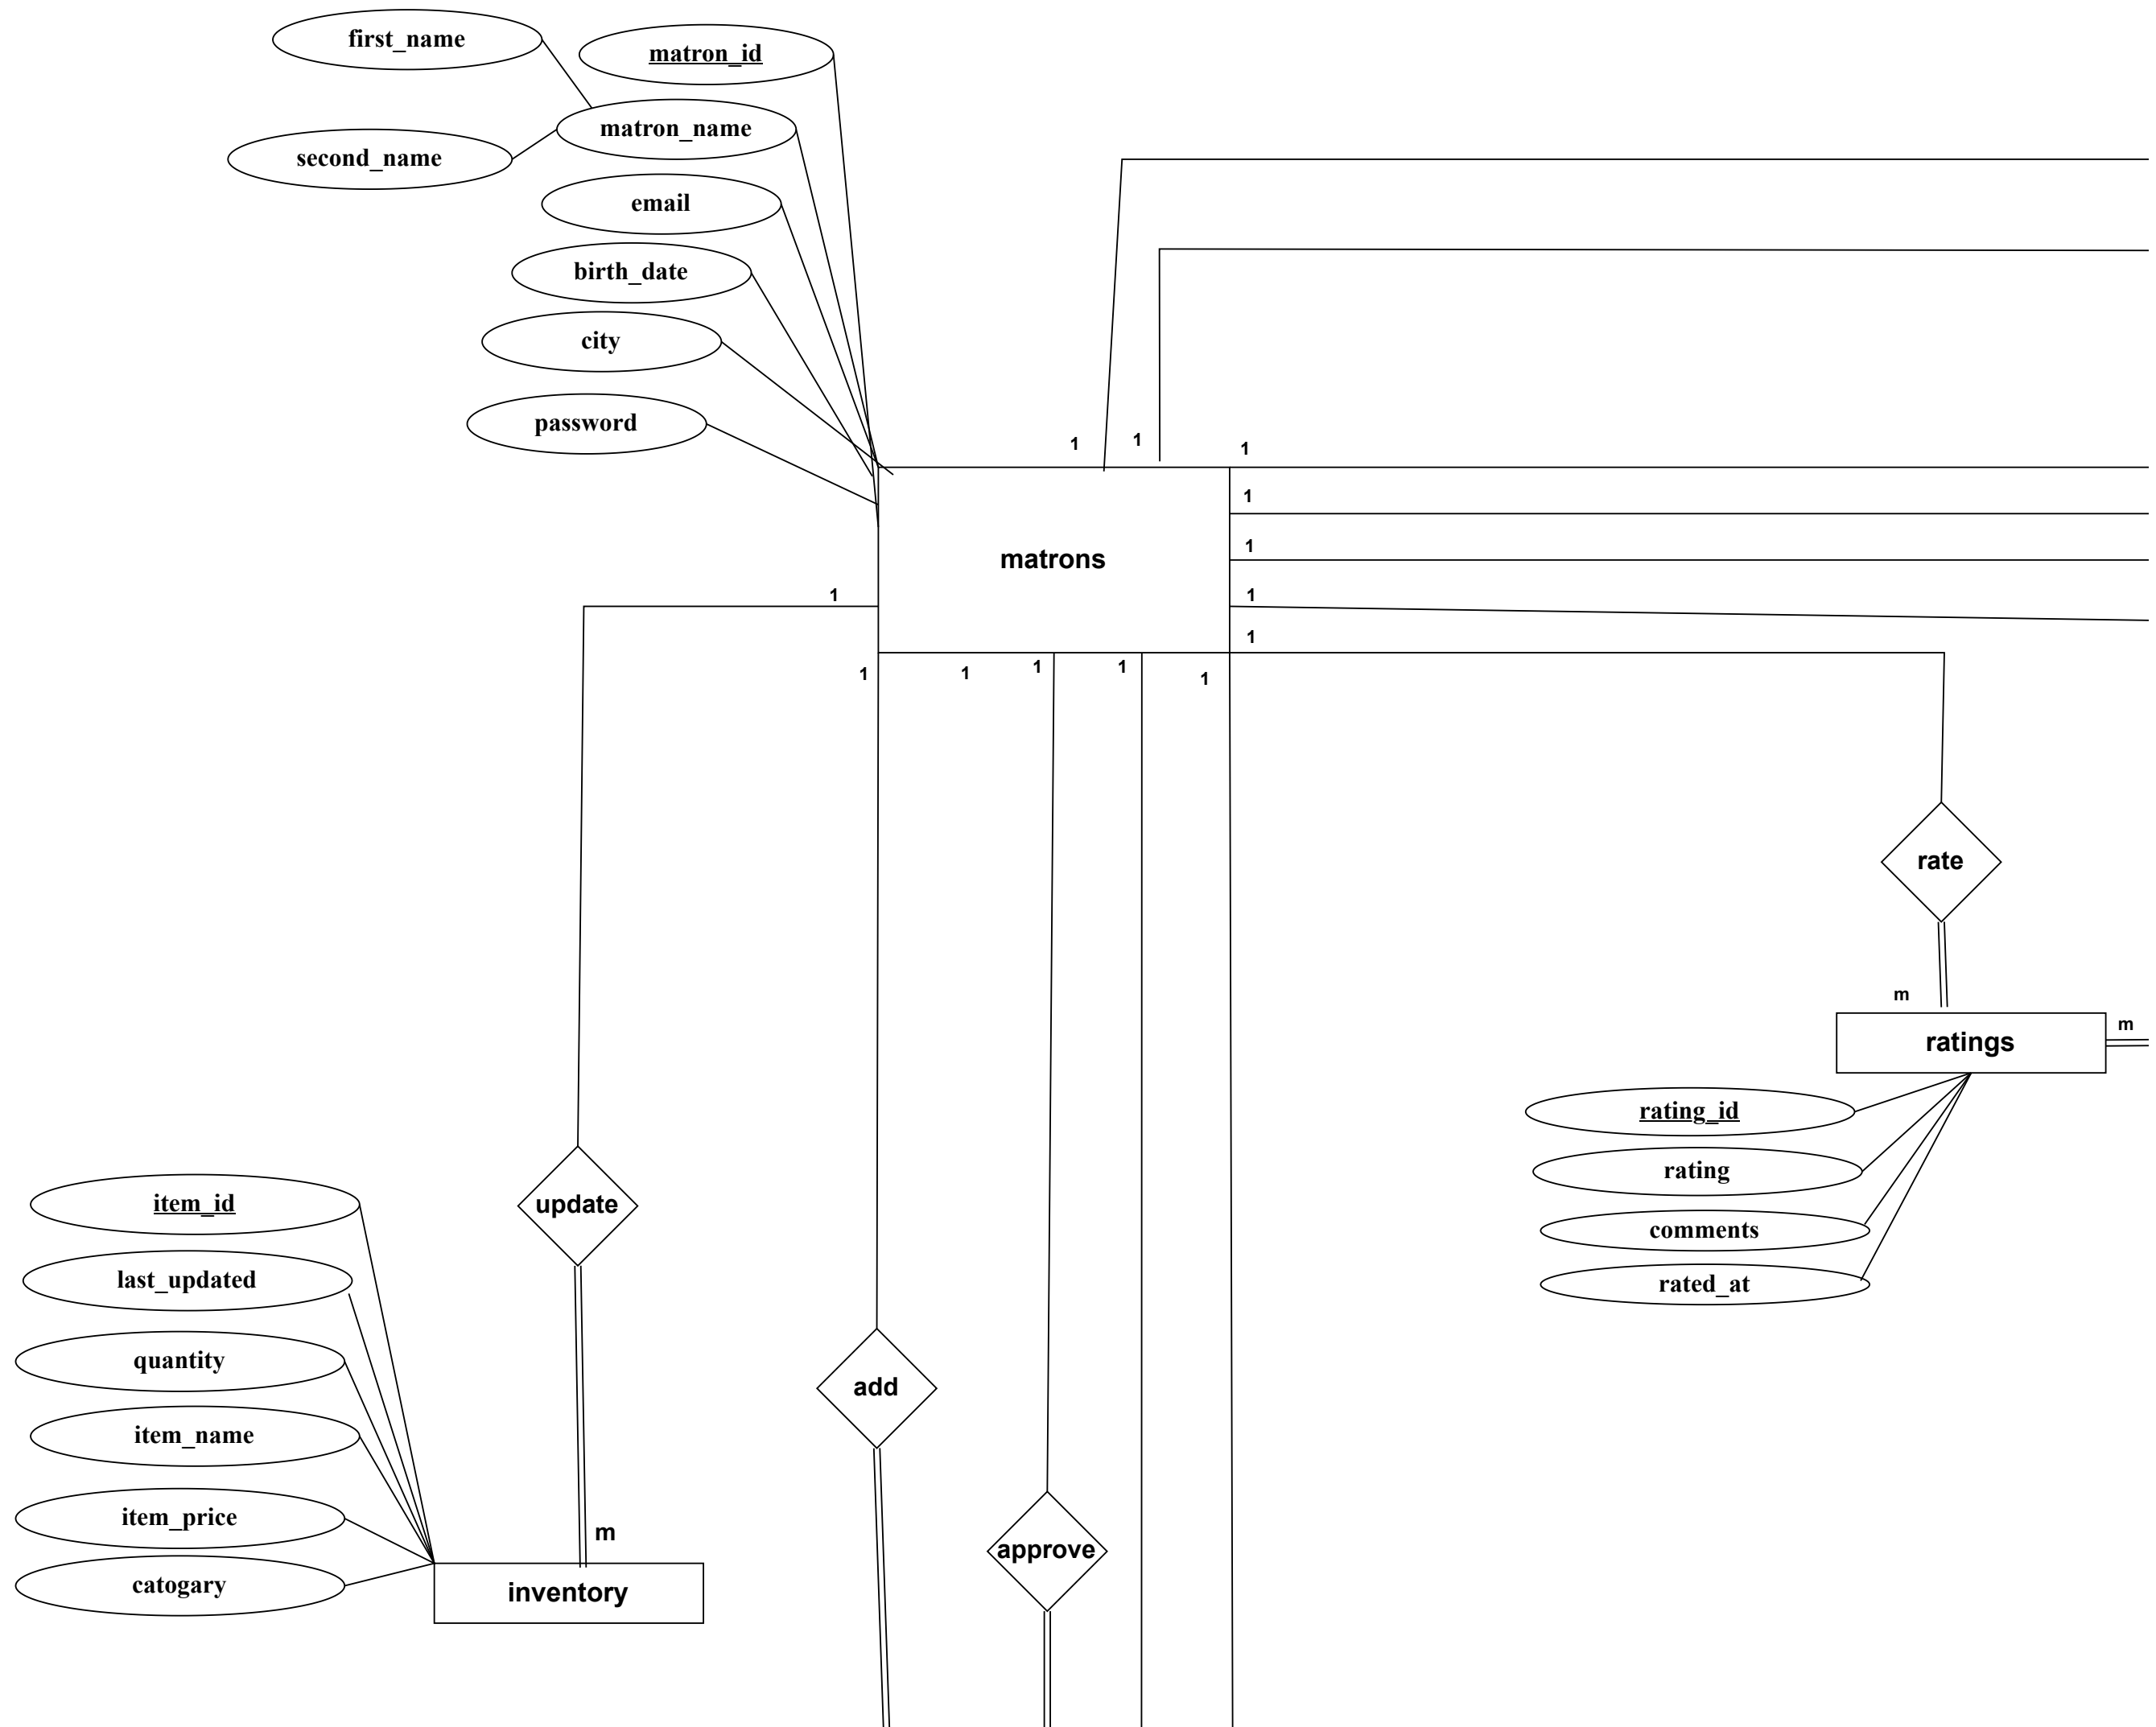 first_name
matron_id
matron_name
second_name
email
birth_date
city
password
1
1
1
1
1
matrons
1
1
1
1
1
1
1
1
rate
m
ratings
m
rating_id
rating
comments
rated_at
item_id
update
last_updated
quantity
add
item_name
item_price
m
approve
catogary
inventory